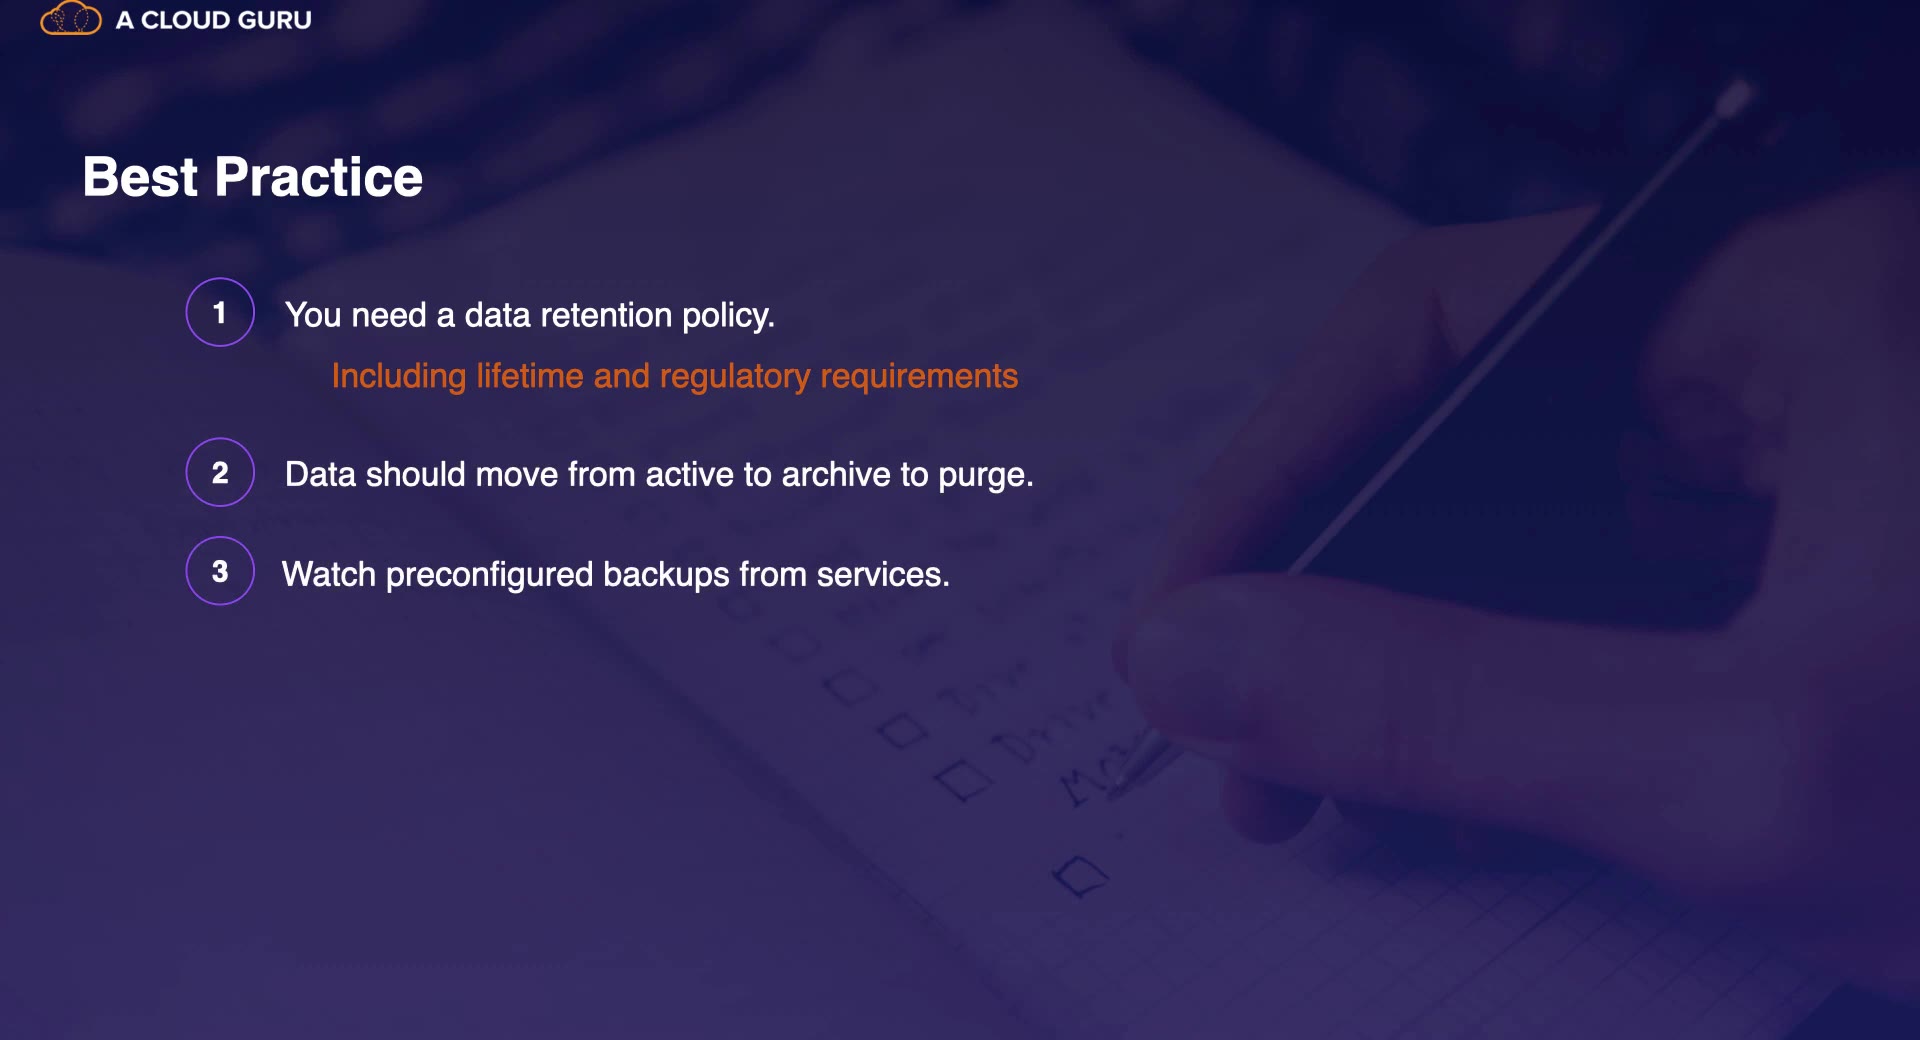 A CLOUD GURU
Best Practice
1 You need a data retention policy.
Including lifetime and regulatory requirements
2 Data should move from active to archive to purge.
3 Watch preconfigured backups from services.
Drive